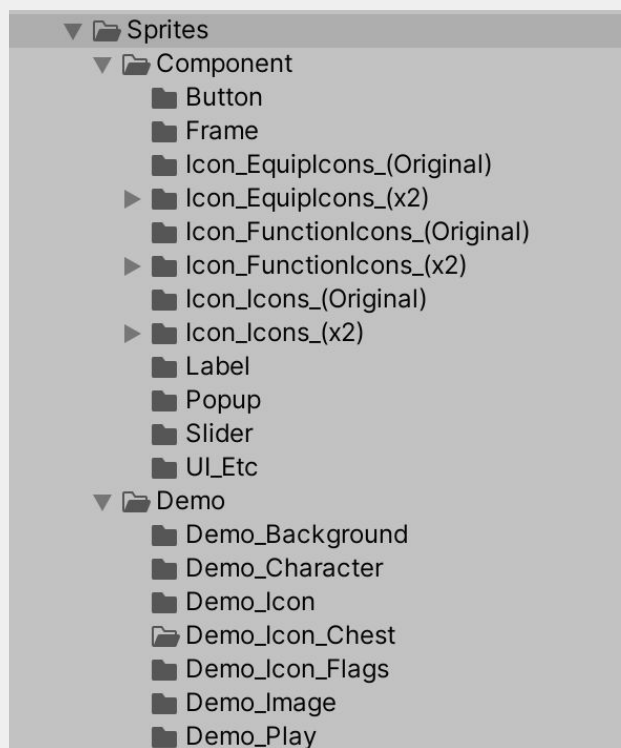 Sprites
Component
Button
Frame
Icon_EquipIcons_(Original)
Icon_EquipIcons_(x2)
Icon_FunctionIcons_(Original)
Icon_FunctionIcons_(x2)
Icon_Icons_(Original)
Icon_Icons_(x2)
Label
Popup
Slider
UI_Etc
Demo
Demo_Background
Demo_Character
Demo_Icon
Demo_Icon_Chest
Demo_Icon_Flags
Demo_Image
Demo_Play